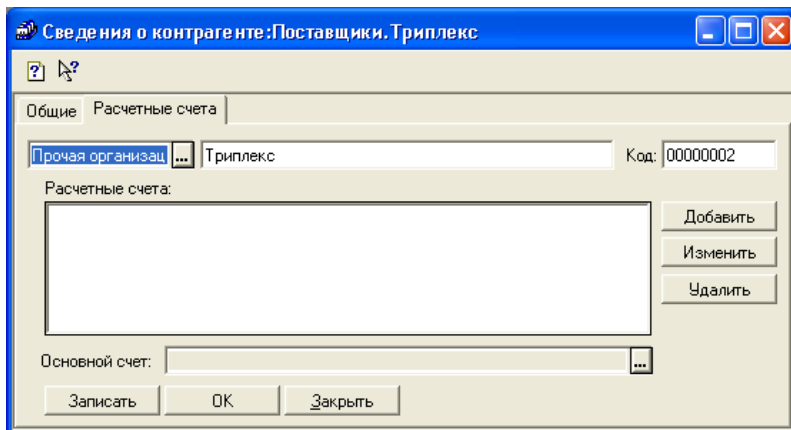 Сведения о контрагенте:Поставщики.Триплекс
Общие Расчетные счета
Прочая организац ... Триплекс Код: 00000002
Расчетные счета:
Добавить
Изменить
Удалить
Основной счет: ...
Записать OK Закрыть